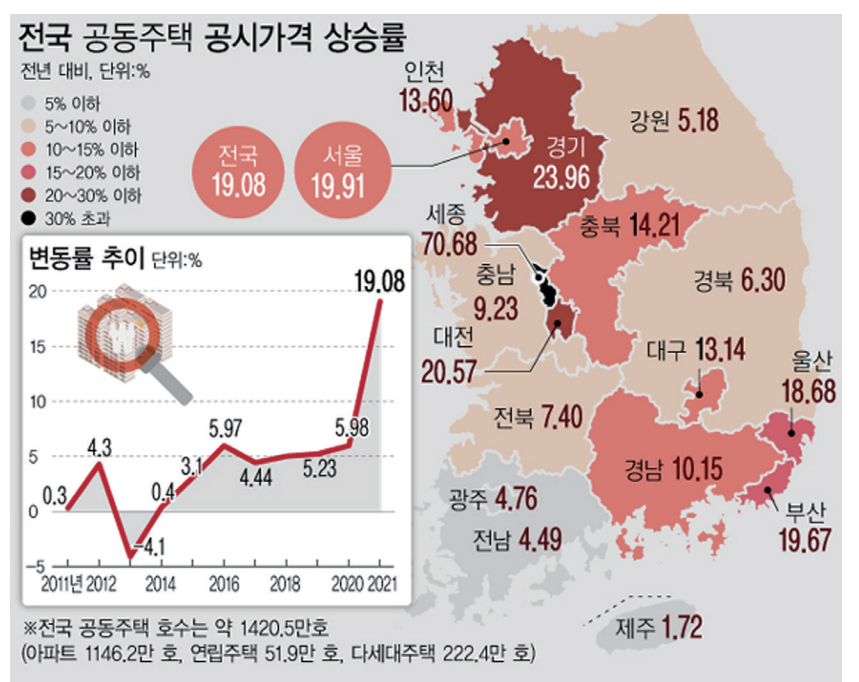 전국 공동주택 공시가격 상승률
전년 대비, 단위:%
5% 이하
5~10% 이하
10~15% 이하
15~20% 이하
20~30% 이하
30% 초과
전국
19.08
서울
19.91
인천
13.60
경기
23.96
강원 5.18
세종
70.68
충북 14.21
충남
9.23
대전
20.57
경북 6.30
대구 13.14
울산
18.68
전북 7.40
경남 10.15
부산
19.67
광주 4.76
전남 4.49
제주 1.72
변동률 추이 단위:%
20
15
10
5
0
-5
0.3
4.3
-4.1
0.4
3.1
5.97
4.44
5.23
5.98
19.08
2011년 2012 2014 2016 2018 2020 2021
※전국 공동주택 호수는 약 1420.5만호
(아파트 1146.2만 호, 연립주택 51.9만 호, 다세대주택 222.4만 호)